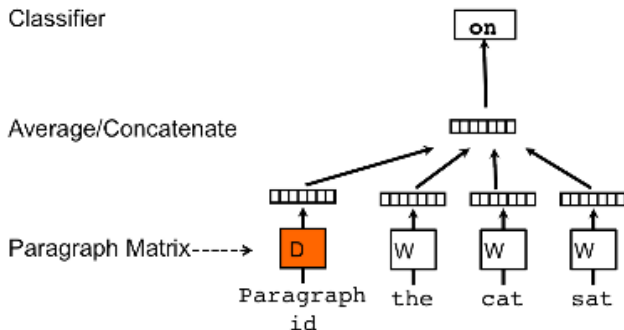 Classifier
on
Average/Concatenate
Paragraph Matrix
D
W
W
W
Paragraph
id
the
cat
sat